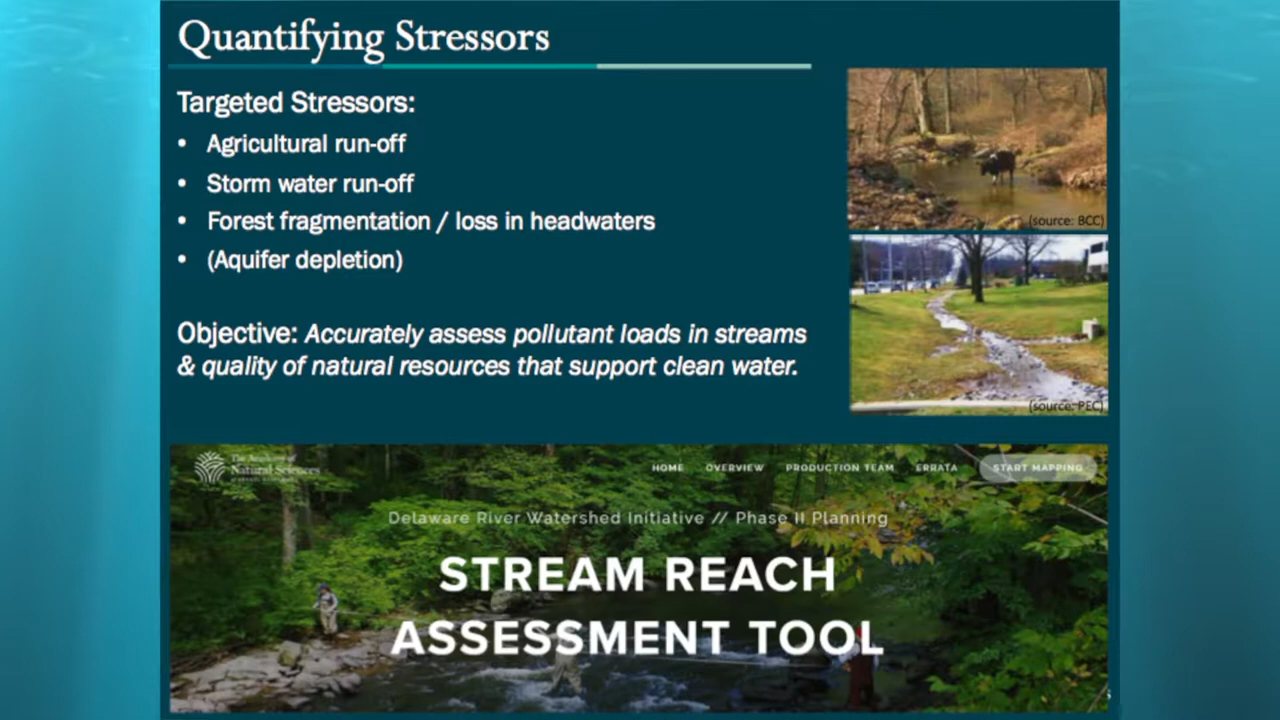 Quantifying Stressors
Targeted Stressors:
• Agricultural run-off
• Storm water run-off
• Forest fragmentation / loss in headwaters
• (Aquifer depletion)
Objective: Accurately assess pollutant loads in streams
& quality of natural resources that support clean water.
(source: BCC)
(source: PEC)
The Academy of
Natural Sciences
HOME OVERVIEW PRODUCTION TEAM ERRATA START MAPPING
Delaware River Watershed Initiative // Phase II Planning
STREAM REACH
ASSESSMENT TOOL